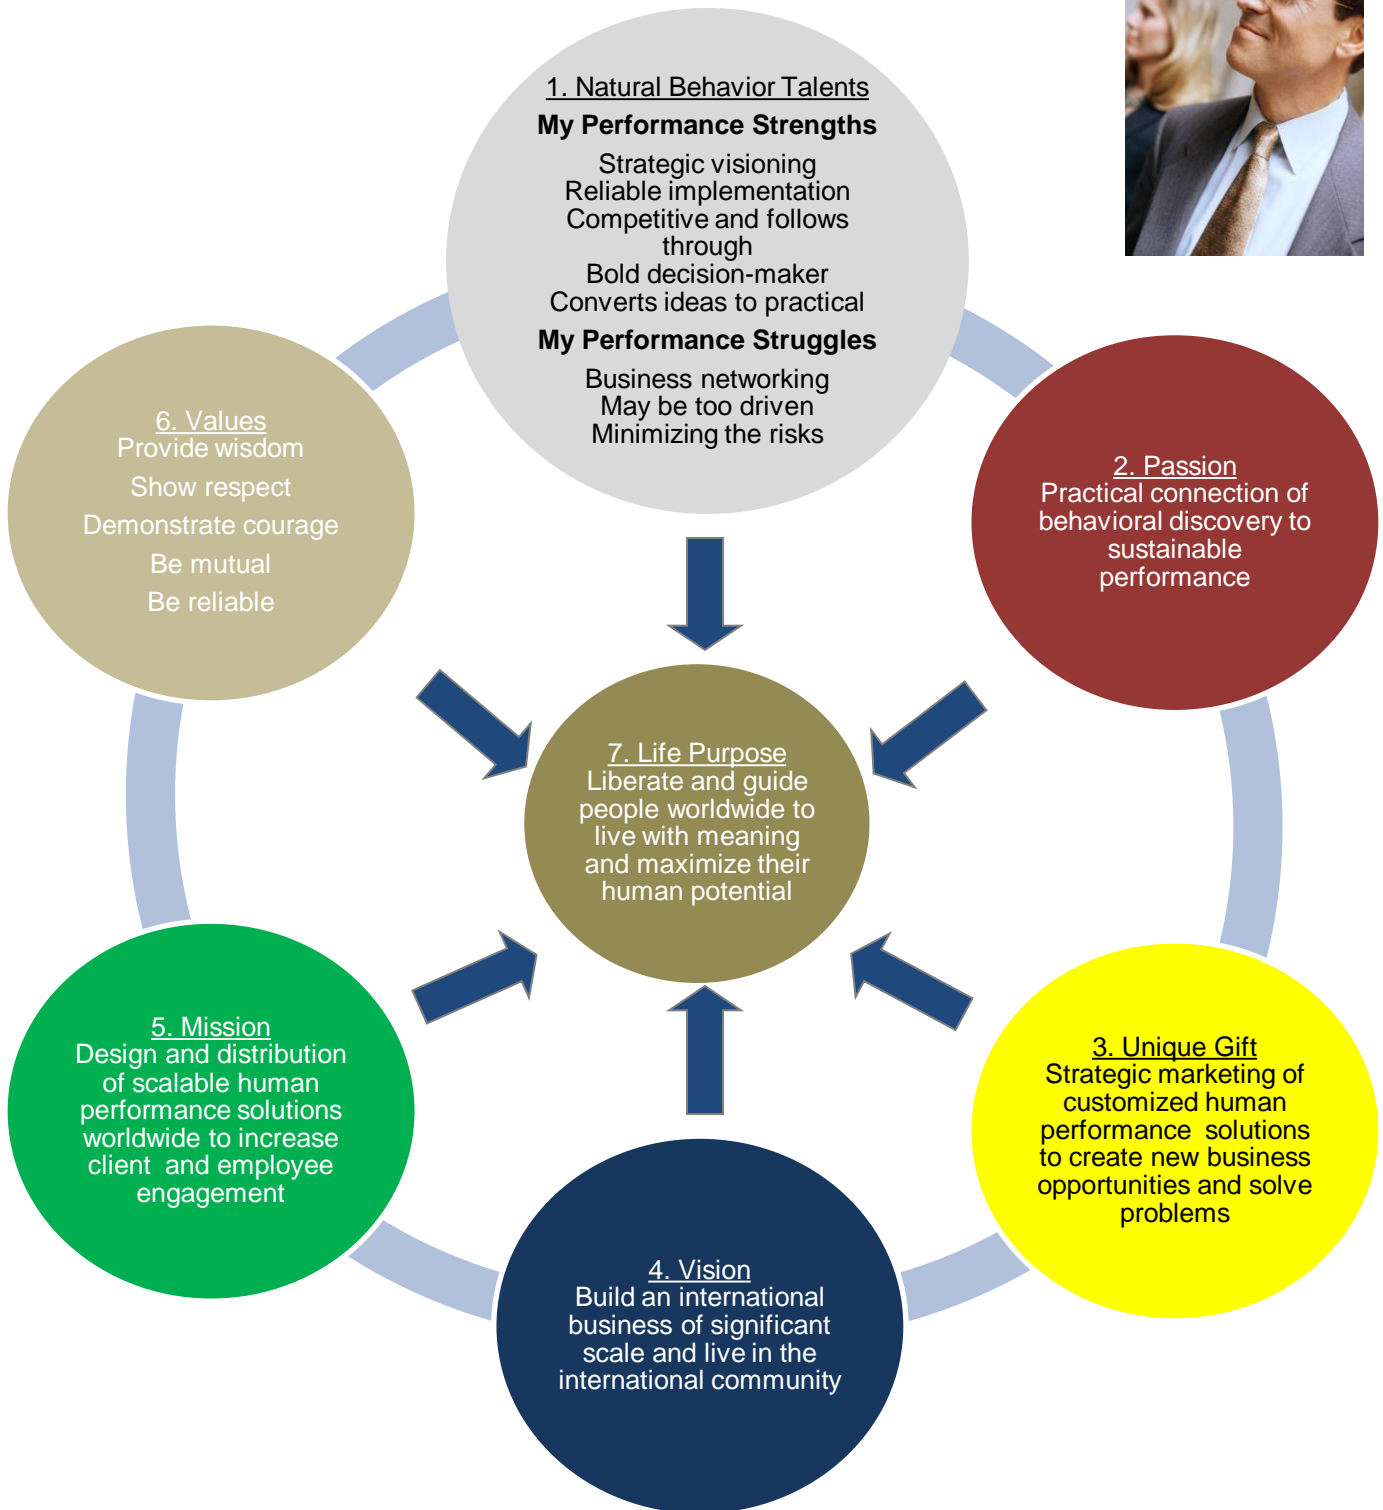 1. Natural Behavior Talents
My Performance Strengths
Strategic visioning
Reliable implementation
Competitive and follows
through
Bold decision-maker
Converts ideas to practical
My Performance Struggles
Business networking
May be too driven
Minimizing the risks
2. Passion
Practical connection of
behavioral discovery to
sustainable
performance
3. Unique Gift
Strategic marketing of
customized human
performance solutions
to create new business
opportunities and solve
problems
4. Vision
Build an international
business of significant
scale and live in the
international community
5. Mission
Design and distribution
of scalable human
performance solutions
worldwide to increase
client and employee
engagement
6. Values
Provide wisdom
Show respect
Demonstrate courage
Be mutual
Be reliable
7. Life Purpose
Liberate and guide
people worldwide to
live with meaning
and maximize their
human potential